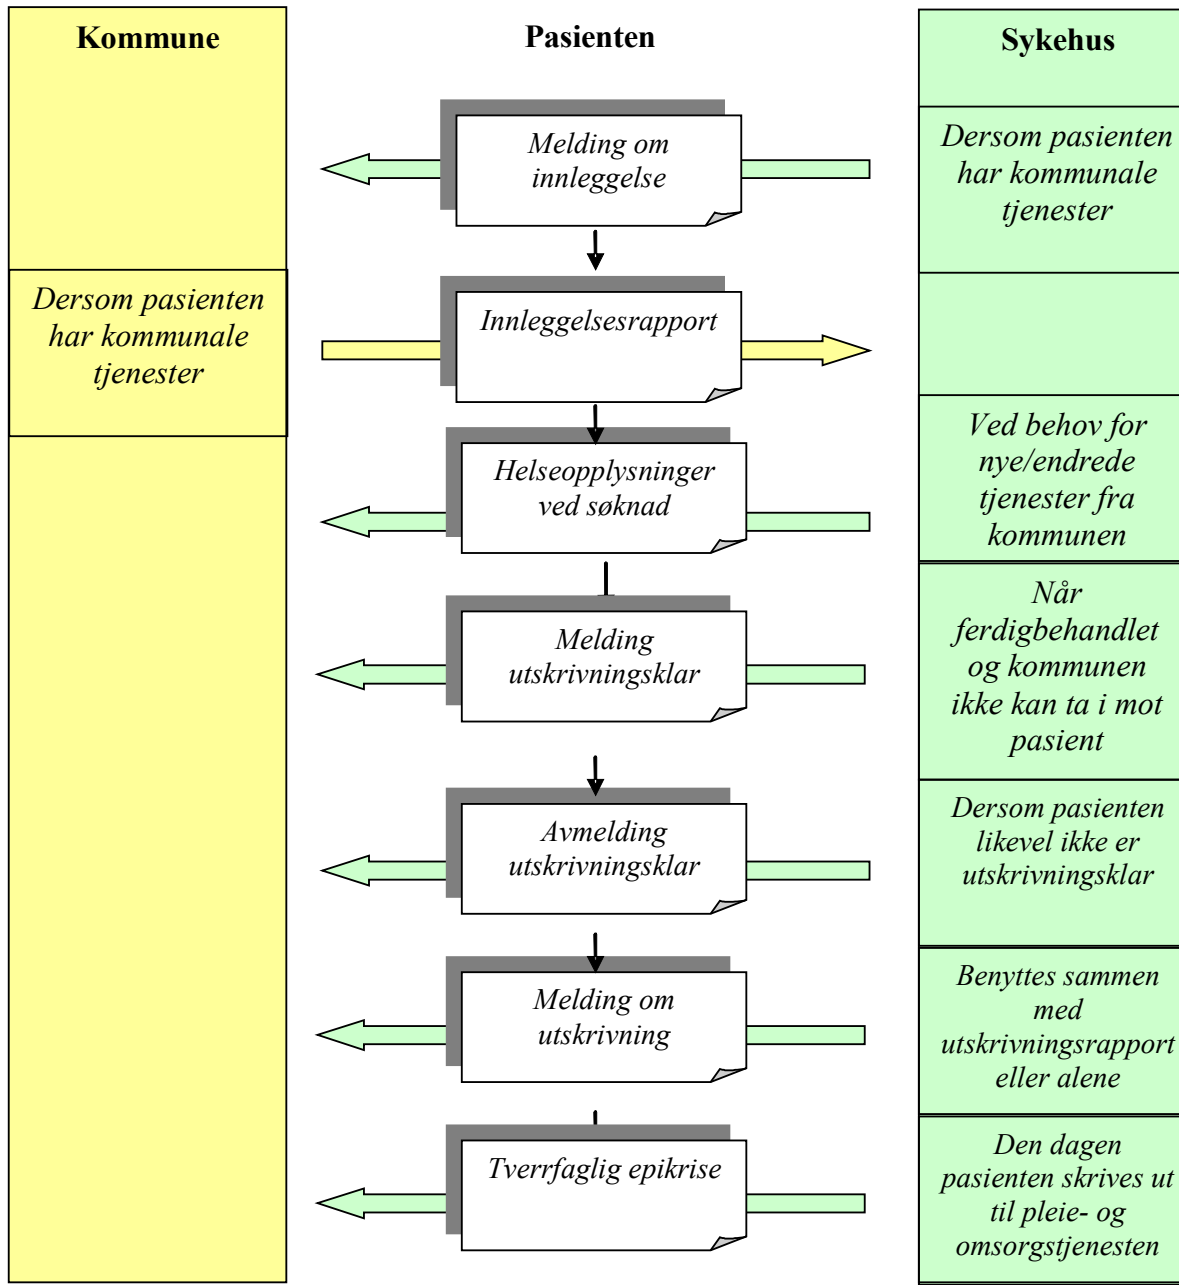 Kommune
Pasienten
Sykehus
Melding om
innleggelse
Dersom pasienten
har kommunale
tjenester
Dersom pasienten
har kommunale
tjenester
Innleggelsesrapport
Helseopplysninger
ved søknad
Ved behov for
nye/endrede
tjenester fra
kommunen
Melding
utskrivningsklar
Når
ferdigbehandlet
og kommunen
ikke kan ta i mot
pasient
Avmelding
utskrivningsklar
Dersom pasienten
likevel ikke er
utskrivningsklar
Melding om
utskrivning
Benyttes sammen
med
utskrivningsrapport
eller alene
Tverrfaglig epikrise
Den dagen
pasienten skrives ut
til pleie- og
omsorgstjenesten